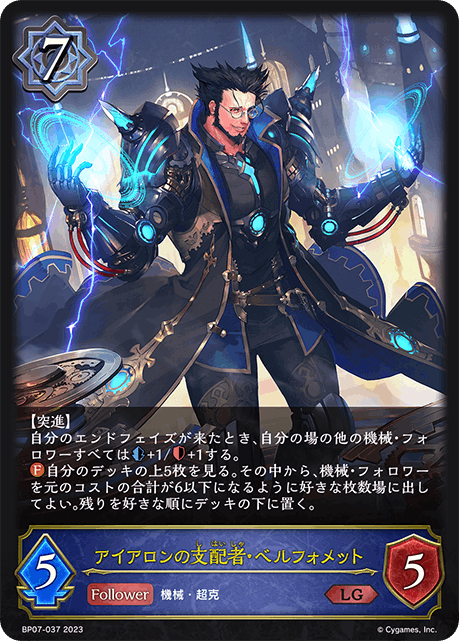 7
【突進】
自分のエンドフェイズが来たとき、自分の場の他の機械・フォ
ロワーすべては+1/+1する。
F自分のデッキの上5枚を見る。その中から、機械・フォロワー
を元のコストの合計が6以下になるように好きな枚数場に出
してよい。残りを好きな順にデッキの下に置く。
しはいしゃ
アイアロンの支配者・ベルフォメット
5
Follower 機械・超克 LG
5
BP07-037 2023
© Cygames, Inc.